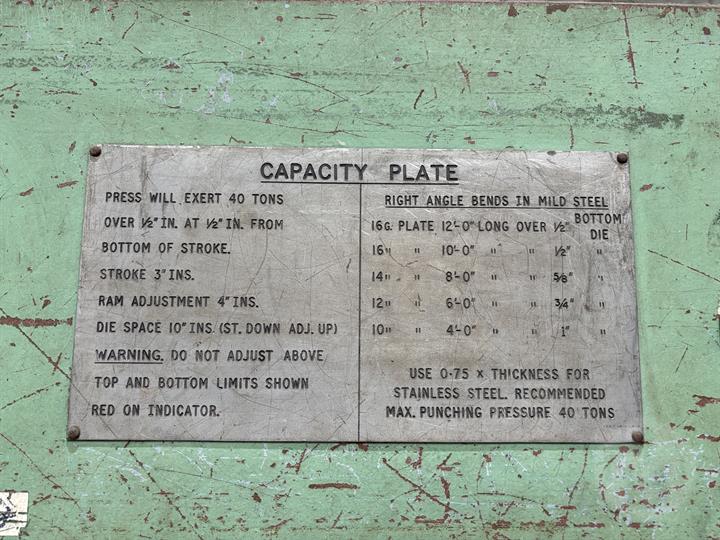 CAPACITY PLATE
PRESS WILL EXERT 40 TONS
OVER ½" IN. AT ½" IN. FROM
BOTTOM OF STROKE.
STROKE 3" INS.
RAM ADJUSTMENT 4" INS.
DIE SPACE 10" INS. (ST. DOWN ADJ. UP)
WARNING. DO NOT ADJUST ABOVE
TOP AND BOTTOM LIMITS SHOWN
RED ON INDICATOR.
RIGHT ANGLE BENDS IN MILD STEEL
16G. PLATE 12'-0" LONG OVER ½" BOTTOM DIE
16" " 10'-0" " " ½" "
14" " 8'-0" " " 5/8" "
12" " 6'-0" " " ¾" "
10" " 4'-0" " " 1" "
USE 0·75 × THICKNESS FOR
STAINLESS STEEL. RECOMMENDED
MAX. PUNCHING PRESSURE 40 TONS